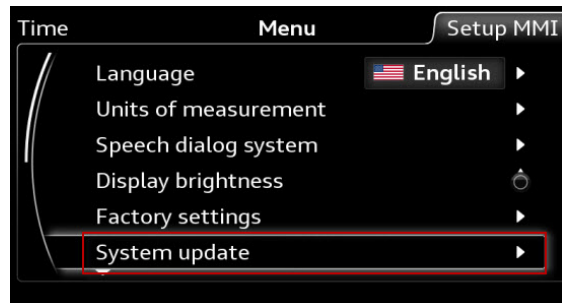 Time Menu Setup MMI
Language English
Units of measurement
Speech dialog system
Display brightness
Factory settings
System update